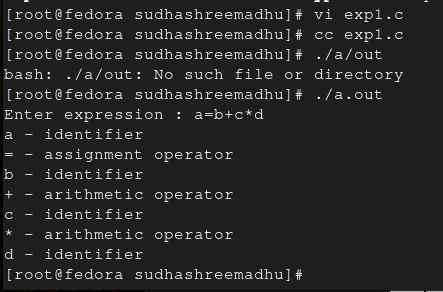 [root@fedora sudhashreemadhu]# vi exp1.c
[root@fedora sudhashreemadhu]# cc exp1.c
[root@fedora sudhashreemadhu]# ./a/out
bash: ./a/out: No such file or directory
[root@fedora sudhashreemadhu]# ./a.out
Enter expression : a=b+c*d
a - identifier
= - assignment operator
b - identifier
+ - arithmetic operator
c - identifier
* - arithmetic operator
d - identifier
[root@fedora sudhashreemadhu]#